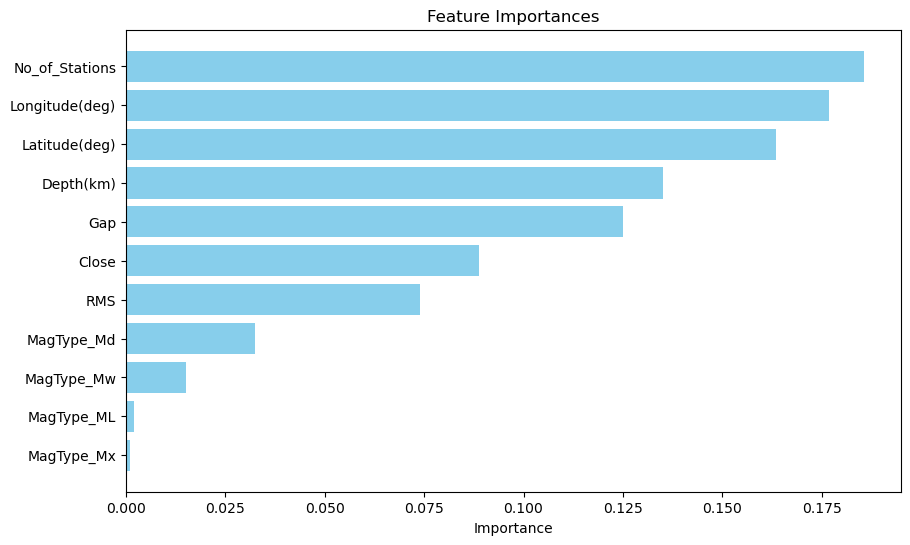 Feature Importances
No_of_Stations
Longitude(deg)
Latitude(deg)
Depth(km)
Gap
Close
RMS
MagType_Md
MagType_Mw
MagType_ML
MagType_Mx
0.000 0.025 0.050 0.075 0.100 0.125 0.150 0.175
Importance